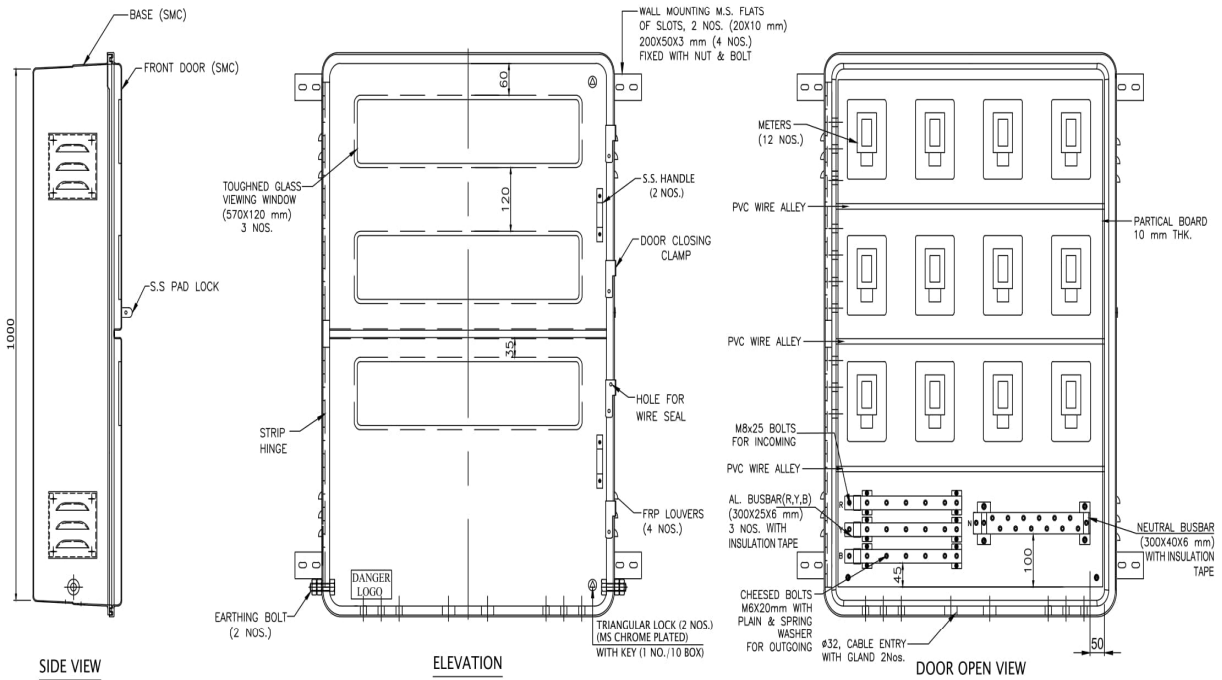 BASE (SMC)
FRONT DOOR (SMC)
1000
S.S PAD LOCK
SIDE VIEW
WALL MOUNTING M.S. FLATS
OF SLOTS, 2 NOS. (20X10 mm)
200X50X3 mm (4 NOS.)
FIXED WITH NUT & BOLT
60
TOUGHNED GLASS
VIEWING WINDOW
(570X120 mm)
3 NOS.
120
S.S. HANDLE
(2 NOS.)
DOOR CLOSING
CLAMP
35
HOLE FOR
WIRE SEAL
STRIP
HINGE
FRP LOUVERS
(4 NOS.)
DANGER
LOGO
EARTHING BOLT
(2 NOS.)
TRIANGULAR LOCK (2 NOS.)
(MS CHROME PLATED)
WITH KEY (1 NO./10 BOX)
ELEVATION
METERS
(12 NOS.)
PVC WIRE ALLEY
PARTICAL BOARD
10 mm THK.
PVC WIRE ALLEY
M8x25 BOLTS
FOR INCOMING
PVC WIRE ALLEY
AL. BUSBAR(R,Y,B)
(300X25X6 mm)
3 NOS. WITH
INSULATION TAPE
R
Y
B
N
45
100
NEUTRAL BUSBAR
(300X40X6 mm)
WITH INSULATION
TAPE
CHEESED BOLTS
M6X20mm WITH
PLAIN & SPRING
WASHER
FOR OUTGOING
ø32, CABLE ENTRY
WITH GLAND 2Nos.
50
DOOR OPEN VIEW